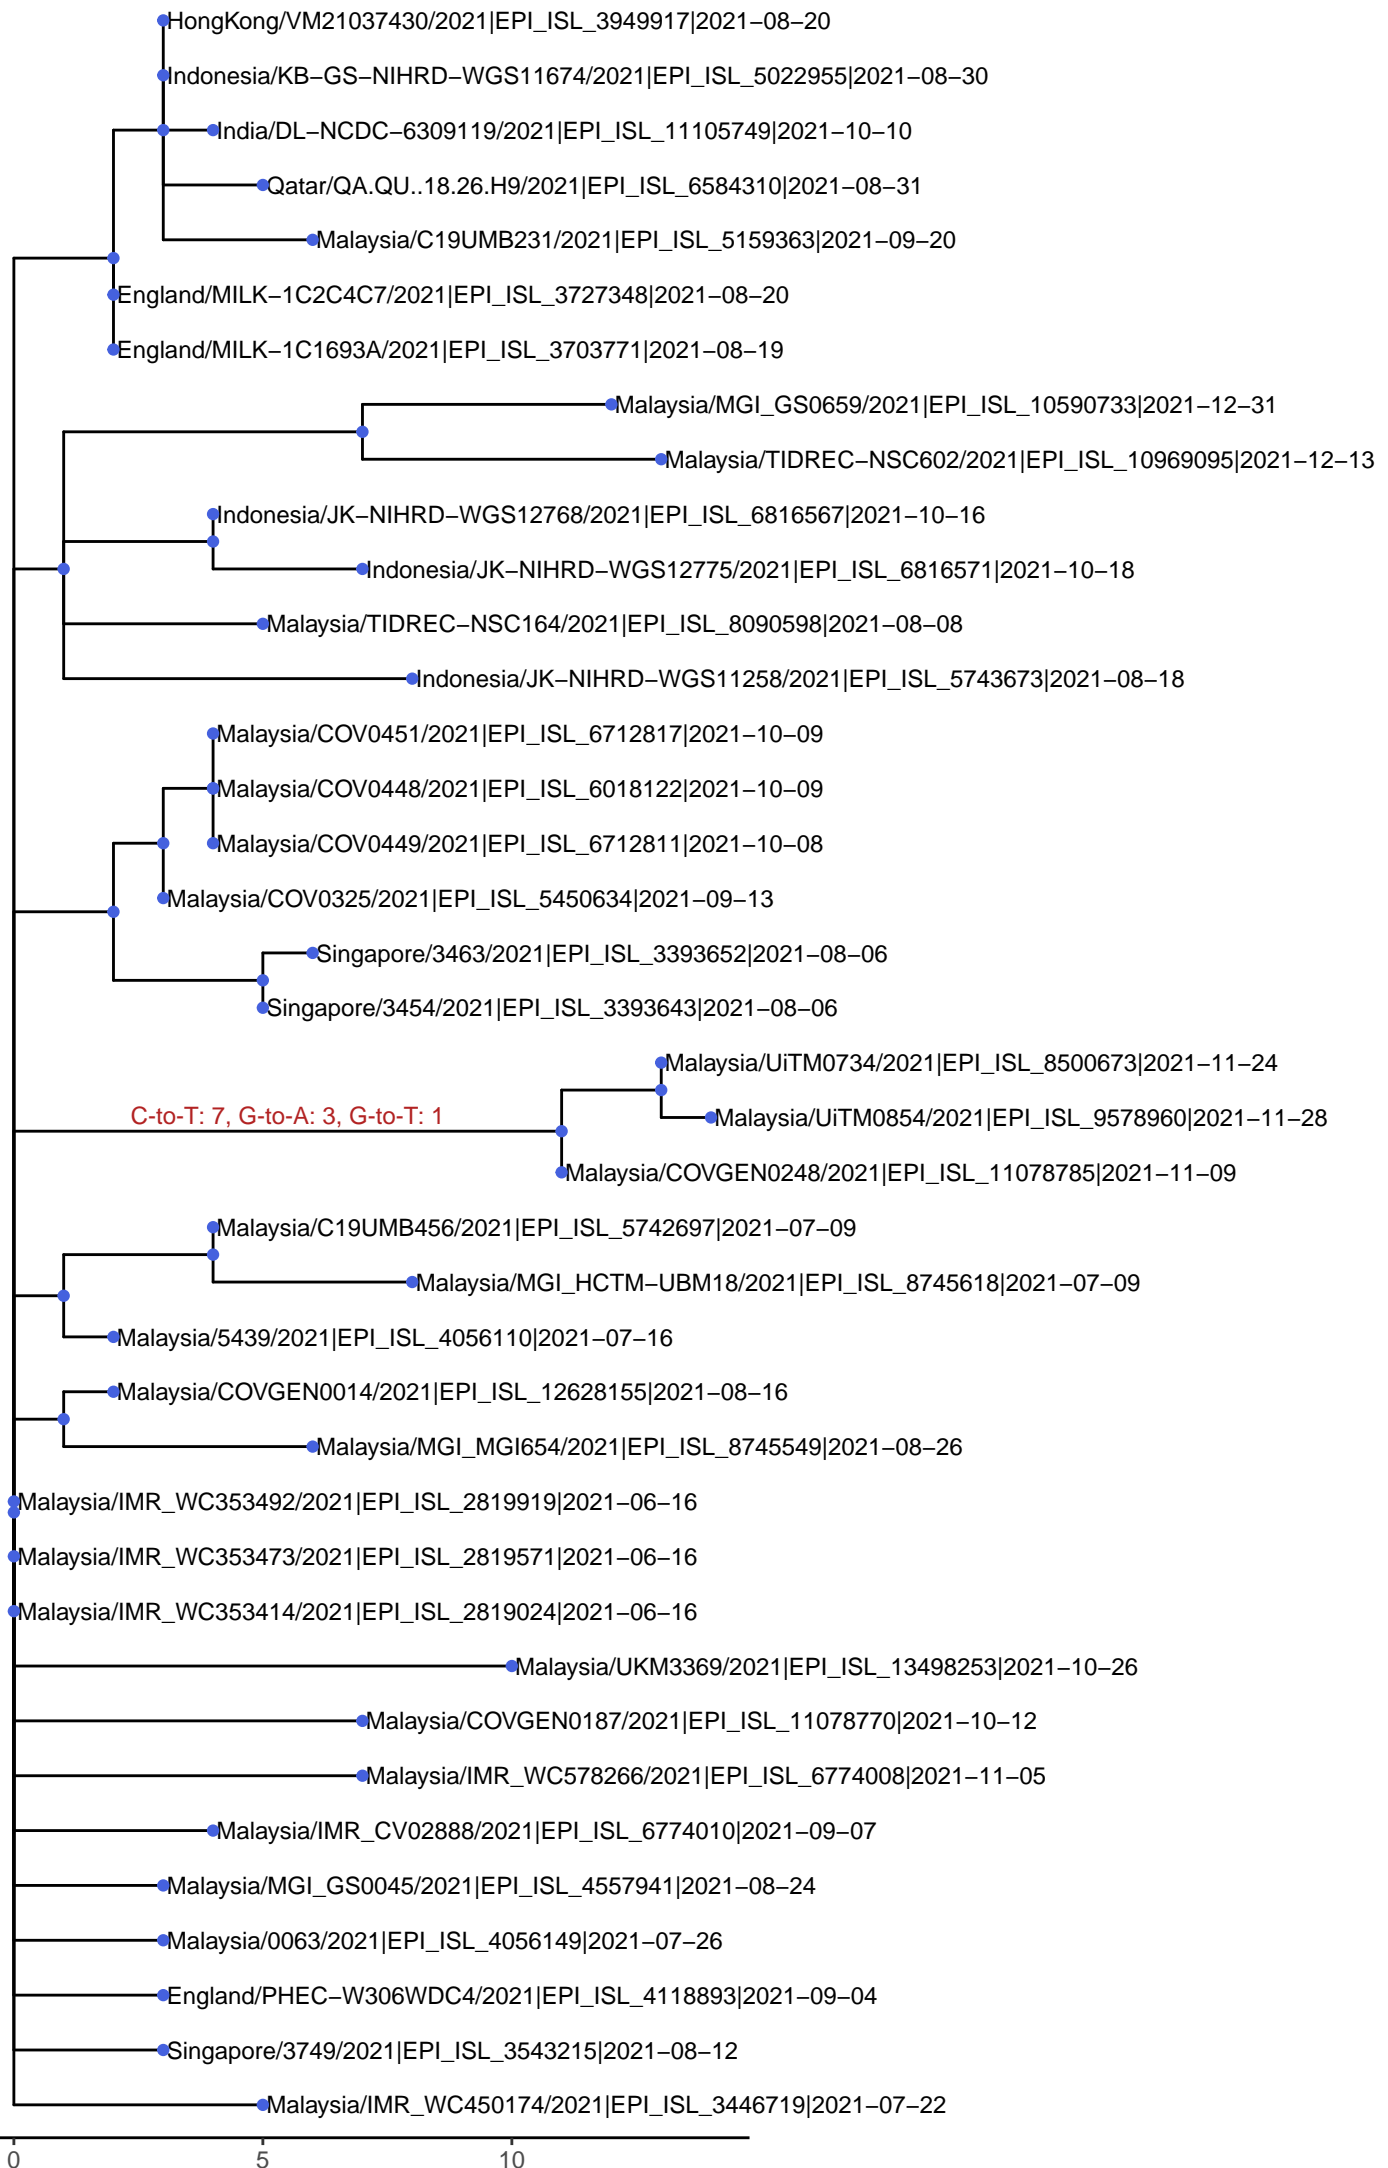 HongKong/VM21037430/2021|EPI_ISL_3949917|2021−08−20
Indonesia/KB−GS−NIHRD−WGS11674/2021|EPI_ISL_5022955|2021−08−30
India/DL−NCDC−6309119/2021|EPI_ISL_11105749|2021−10−10
Qatar/QA.QU..18.26.H9/2021|EPI_ISL_6584310|2021−08−31
Malaysia/C19UMB231/2021|EPI_ISL_5159363|2021−09−20
England/MILK−1C2C4C7/2021|EPI_ISL_3727348|2021−08−20
England/MILK−1C1693A/2021|EPI_ISL_3703771|2021−08−19
Malaysia/MGI_GS0659/2021|EPI_ISL_10590733|2021−12−31
Malaysia/TIDREC−NSC602/2021|EPI_ISL_10969095|2021−12−13
Indonesia/JK−NIHRD−WGS12768/2021|EPI_ISL_6816567|2021−10−16
Indonesia/JK−NIHRD−WGS12775/2021|EPI_ISL_6816571|2021−10−18
Malaysia/TIDREC−NSC164/2021|EPI_ISL_8090598|2021−08−08
Indonesia/JK−NIHRD−WGS11258/2021|EPI_ISL_5743673|2021−08−18
Malaysia/COV0451/2021|EPI_ISL_6712817|2021−10−09
Malaysia/COV0448/2021|EPI_ISL_6018122|2021−10−09
Malaysia/COV0449/2021|EPI_ISL_6712811|2021−10−08
Malaysia/COV0325/2021|EPI_ISL_5450634|2021−09−13
Singapore/3463/2021|EPI_ISL_3393652|2021−08−06
Singapore/3454/2021|EPI_ISL_3393643|2021−08−06
Malaysia/UiTM0734/2021|EPI_ISL_8500673|2021−11−24
C-to-T: 7, G-to-A: 3, G-to-T: 1
Malaysia/UiTM0854/2021|EPI_ISL_9578960|2021−11−28
Malaysia/COVGEN0248/2021|EPI_ISL_11078785|2021−11−09
Malaysia/C19UMB456/2021|EPI_ISL_5742697|2021−07−09
Malaysia/MGI_HCTM−UBM18/2021|EPI_ISL_8745618|2021−07−09
Malaysia/5439/2021|EPI_ISL_4056110|2021−07−16
Malaysia/COVGEN0014/2021|EPI_ISL_12628155|2021−08−16
Malaysia/MGI_MGI654/2021|EPI_ISL_8745549|2021−08−26
Malaysia/IMR_WC353492/2021|EPI_ISL_2819919|2021−06−16
Malaysia/IMR_WC353473/2021|EPI_ISL_2819571|2021−06−16
Malaysia/IMR_WC353414/2021|EPI_ISL_2819024|2021−06−16
Malaysia/UKM3369/2021|EPI_ISL_13498253|2021−10−26
Malaysia/COVGEN0187/2021|EPI_ISL_11078770|2021−10−12
Malaysia/IMR_WC578266/2021|EPI_ISL_6774008|2021−11−05
Malaysia/IMR_CV02888/2021|EPI_ISL_6774010|2021−09−07
Malaysia/MGI_GS0045/2021|EPI_ISL_4557941|2021−08−24
Malaysia/0063/2021|EPI_ISL_4056149|2021−07−26
England/PHEC−W306WDC4/2021|EPI_ISL_4118893|2021−09−04
Singapore/3749/2021|EPI_ISL_3543215|2021−08−12
Malaysia/IMR_WC450174/2021|EPI_ISL_3446719|2021−07−22
0 5 10